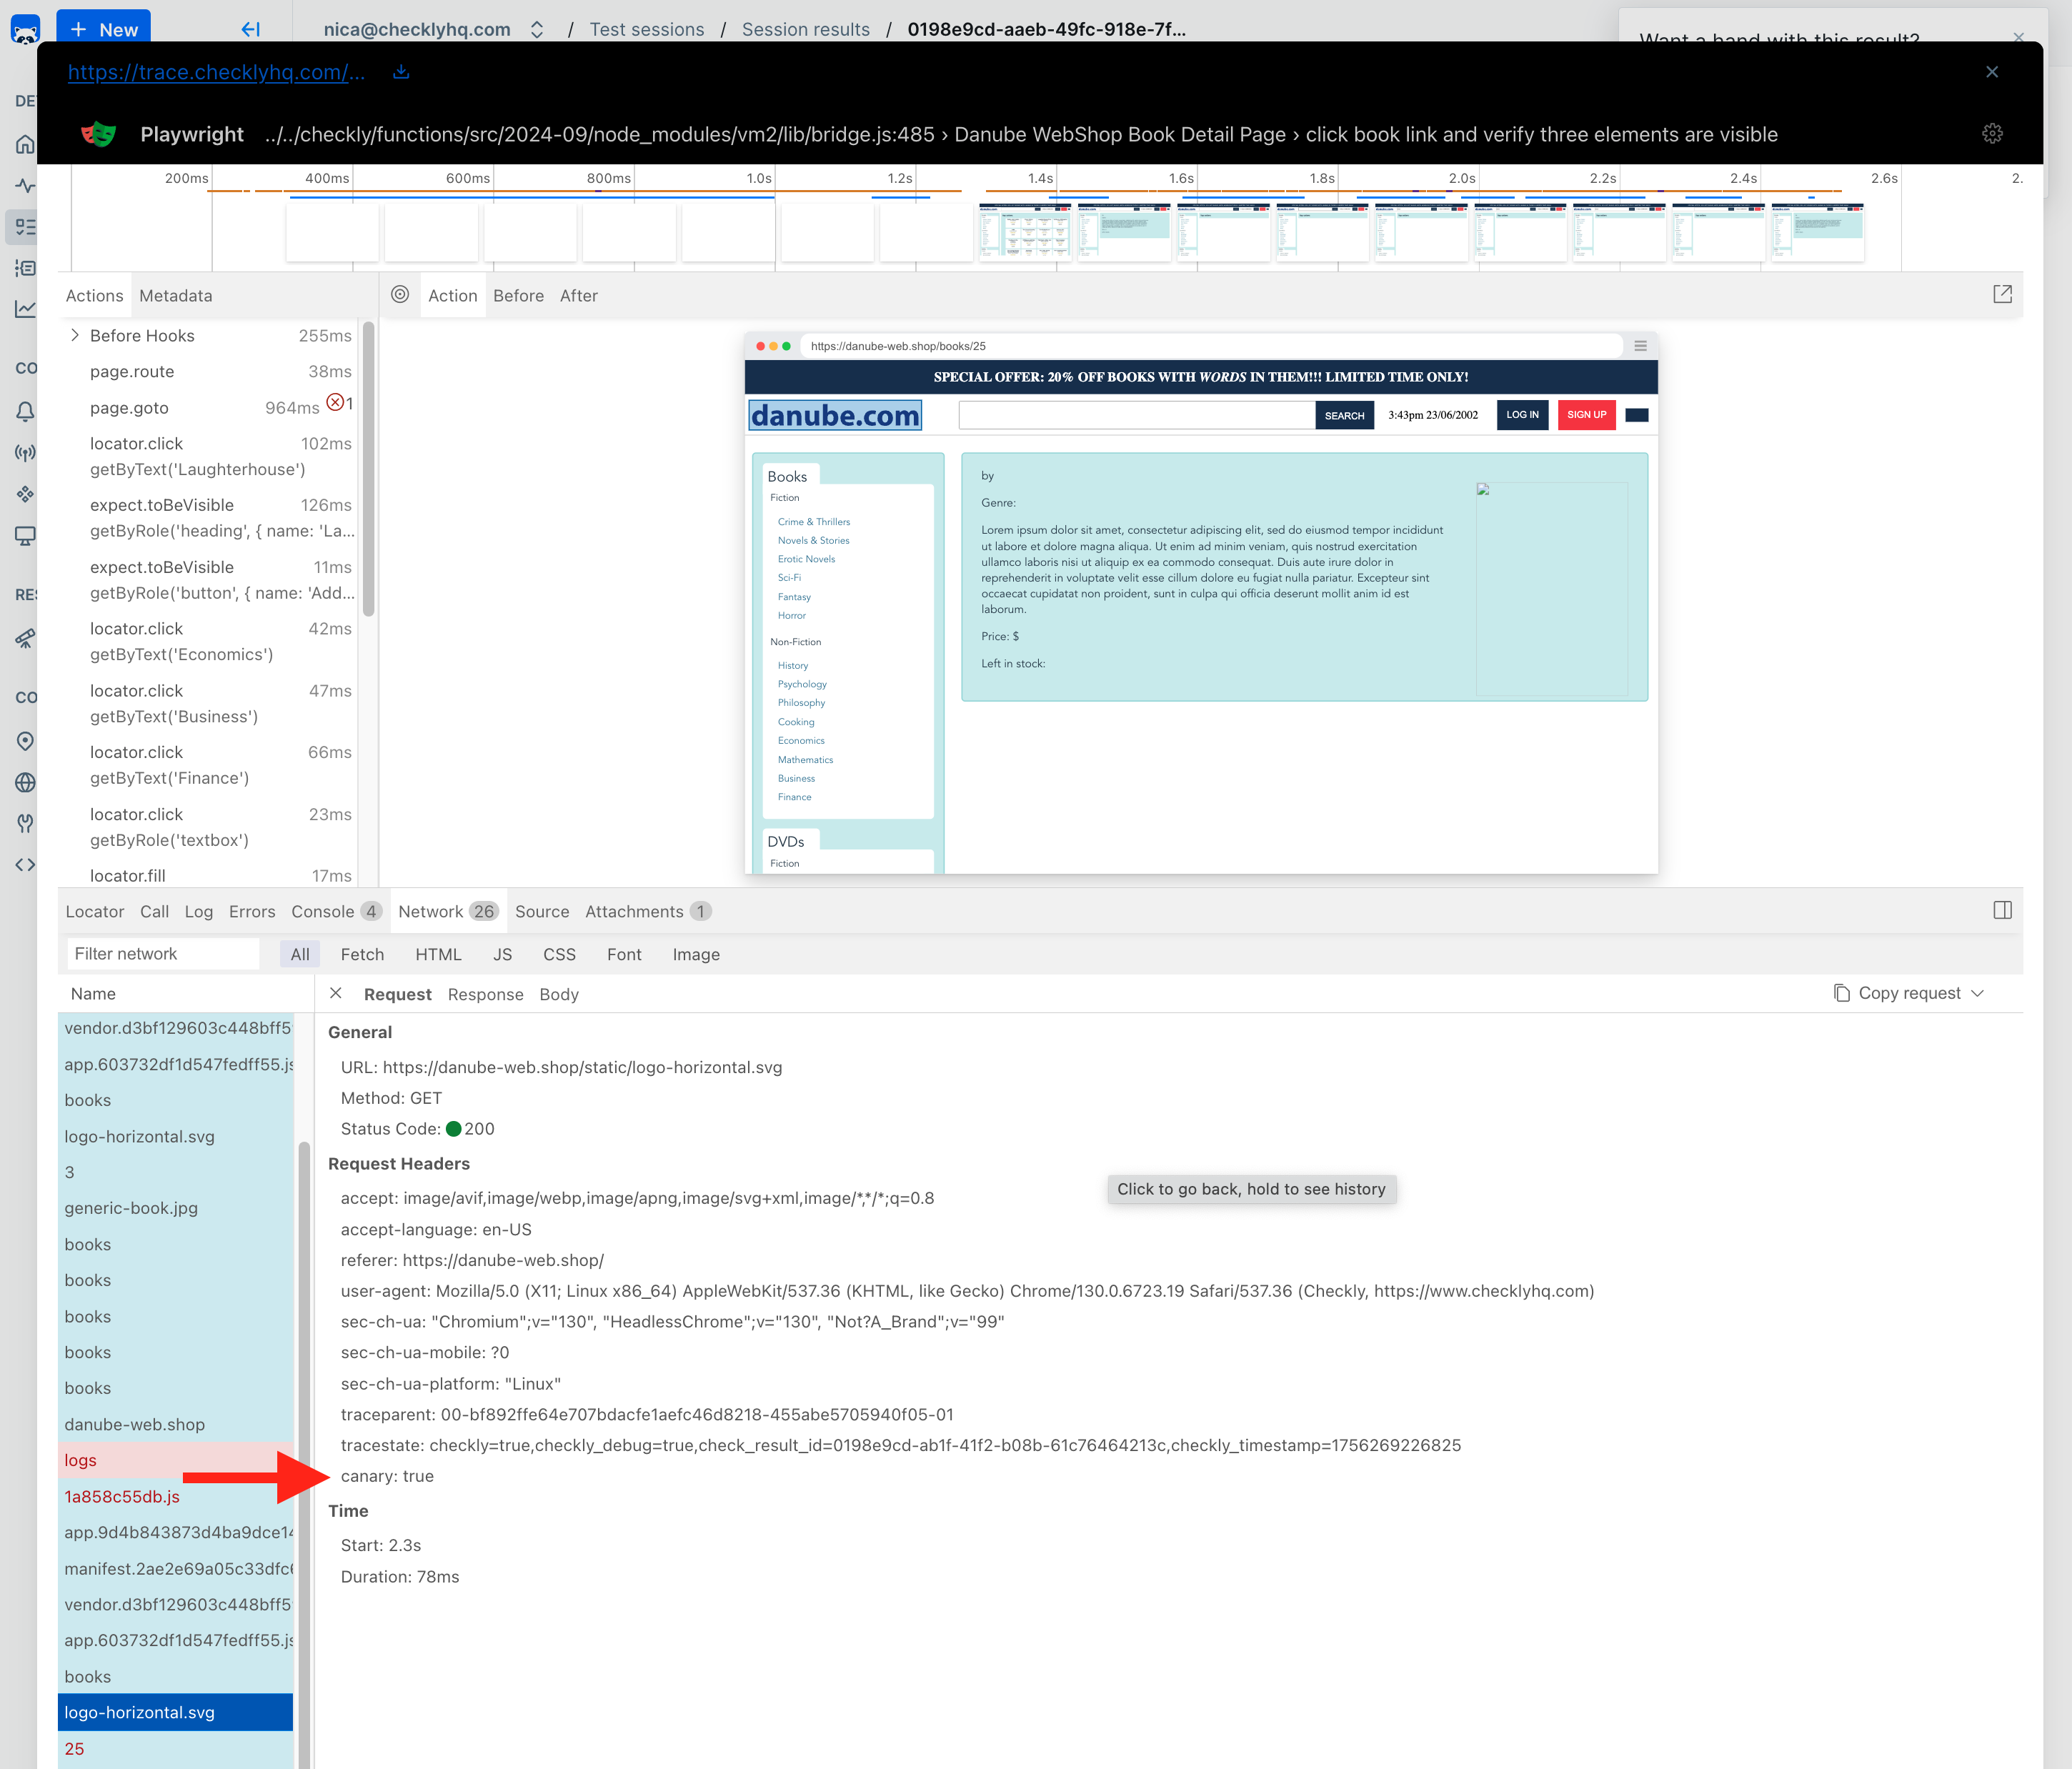 + New
nica@checklyhq.com / Test sessions / Session results / 0198e9cd-aaeb-49fc-918e-7f...
Want a hand with this result?
https://trace.checklyhq.com/...
Playwright ../../checkly/functions/src/2024-09/node_modules/vm2/lib/bridge.js:485 › Danube WebShop Book Detail Page › click book link and verify three elements are visible
DE
CO
RES
CO
200ms 400ms 600ms 800ms 1.0s 1.2s 1.4s 1.6s 1.8s 2.0s 2.2s 2.4s 2.6s 2.
Actions Metadata
Before Hooks 255ms
page.route 38ms
page.goto 964ms 1
locator.click 102ms
getByText('Laughterhouse')
expect.toBeVisible 126ms
getByRole('heading', { name: 'La...
expect.toBeVisible 11ms
getByRole('button', { name: 'Add...
locator.click 42ms
getByText('Economics')
locator.click 47ms
getByText('Business')
locator.click 66ms
getByText('Finance')
locator.click 23ms
getByRole('textbox')
locator.fill 17ms
Action Before After
https://danube-web.shop/books/25
SPECIAL OFFER: 20% OFF BOOKS WITH WORDS IN THEM!!! LIMITED TIME ONLY!
danube.com SEARCH 3:43pm 23/06/2002 LOG IN SIGN UP
Books
Fiction
Crime & Thrillers
Novels & Stories
Erotic Novels
Sci-Fi
Fantasy
Horror
Non-Fiction
History
Psychology
Philosophy
Cooking
Economics
Mathematics
Business
Finance
DVDs
Fiction
by
Genre:
Lorem ipsum dolor sit amet, consectetur adipiscing elit, sed do eiusmod tempor incididunt
ut labore et dolore magna aliqua. Ut enim ad minim veniam, quis nostrud exercitation
ullamco laboris nisi ut aliquip ex ea commodo consequat. Duis aute irure dolor in
reprehenderit in voluptate velit esse cillum dolore eu fugiat nulla pariatur. Excepteur sint
occaecat cupidatat non proident, sunt in culpa qui officia deserunt mollit anim id est
laborum.
Price: $
Left in stock:
Locator Call Log Errors Console 4 Network 26 Source Attachments 1
Filter network All Fetch HTML JS CSS Font Image
Name
vendor.d3bf129603c448bff5
app.603732df1d547fedff55.js
books
logo-horizontal.svg
3
generic-book.jpg
books
books
books
books
books
danube-web.shop
logs
1a858c55db.js
app.9d4b843873d4ba9dce14
manifest.2ae2e69a05c33dfc6
vendor.d3bf129603c448bff5
app.603732df1d547fedff55.js
books
logo-horizontal.svg
25
Request Response Body Copy request
General
URL: https://danube-web.shop/static/logo-horizontal.svg
Method: GET
Status Code: 200
Request Headers
accept: image/avif,image/webp,image/apng,image/svg+xml,image/*,*/*;q=0.8
accept-language: en-US
referer: https://danube-web.shop/
user-agent: Mozilla/5.0 (X11; Linux x86_64) AppleWebKit/537.36 (KHTML, like Gecko) Chrome/130.0.6723.19 Safari/537.36 (Checkly, https://www.checklyhq.com)
sec-ch-ua: "Chromium";v="130", "HeadlessChrome";v="130", "Not?A_Brand";v="99"
sec-ch-ua-mobile: ?0
sec-ch-ua-platform: "Linux"
traceparent: 00-bf892ffe64e707bdacfe1aefc46d8218-455abe5705940f05-01
tracestate: checkly=true,checkly_debug=true,check_result_id=0198e9cd-ab1f-41f2-b08b-61c76464213c,checkly_timestamp=1756269226825
canary: true
Time
Start: 2.3s
Duration: 78ms
Click to go back, hold to see history